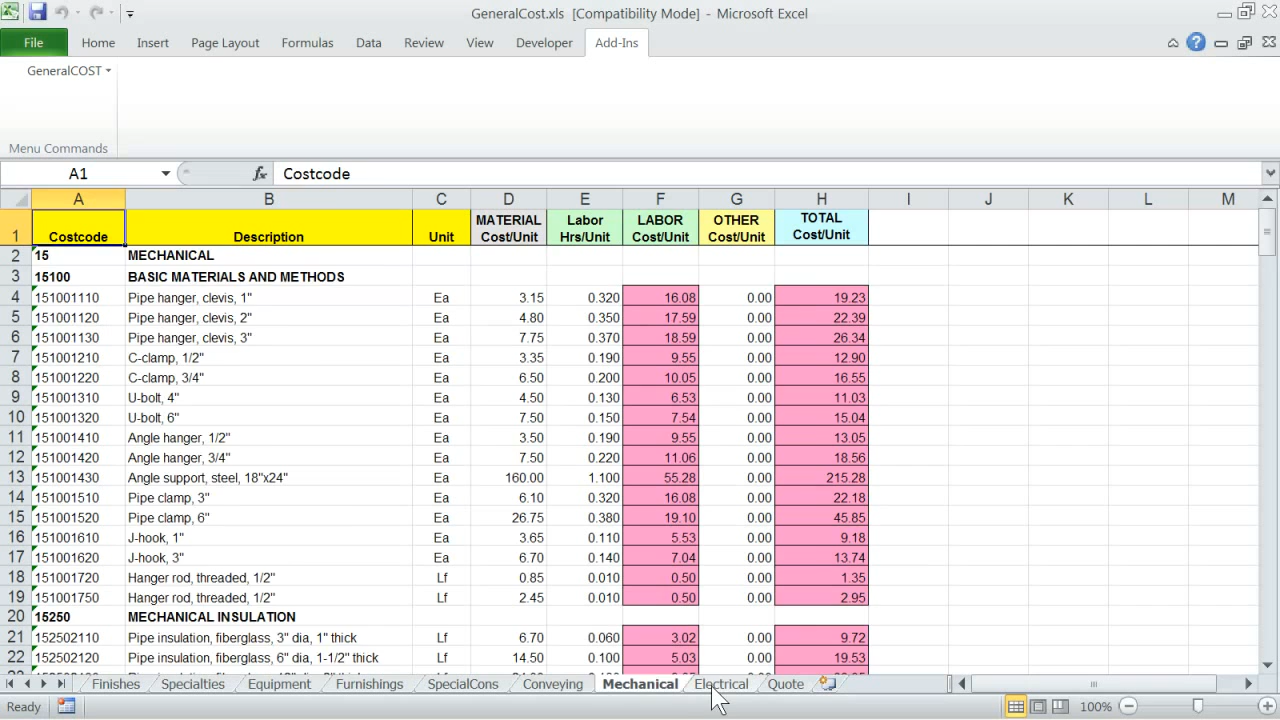 GeneralCost.xls [Compatibility Mode] - Microsoft Excel
File Home Insert Page Layout Formulas Data Review View Developer Add-Ins
GeneralCOST
Menu Commands
A1 fx Costcode
A B C D E F G H I J K L M
1 Costcode Description Unit MATERIAL Cost/Unit Labor Hrs/Unit LABOR Cost/Unit OTHER Cost/Unit TOTAL Cost/Unit
2 15 MECHANICAL
3 15100 BASIC MATERIALS AND METHODS
4 151001110 Pipe hanger, clevis, 1" Ea 3.15 0.320 16.08 0.00 19.23
5 151001120 Pipe hanger, clevis, 2" Ea 4.80 0.350 17.59 0.00 22.39
6 151001130 Pipe hanger, clevis, 3" Ea 7.75 0.370 18.59 0.00 26.34
7 151001210 C-clamp, 1/2" Ea 3.35 0.190 9.55 0.00 12.90
8 151001220 C-clamp, 3/4" Ea 6.50 0.200 10.05 0.00 16.55
9 151001310 U-bolt, 4" Ea 4.50 0.130 6.53 0.00 11.03
10 151001320 U-bolt, 6" Ea 7.50 0.150 7.54 0.00 15.04
11 151001410 Angle hanger, 1/2" Ea 3.50 0.190 9.55 0.00 13.05
12 151001420 Angle hanger, 3/4" Ea 7.50 0.220 11.06 0.00 18.56
13 151001430 Angle support, steel, 18"x24" Ea 160.00 1.100 55.28 0.00 215.28
14 151001510 Pipe clamp, 3" Ea 6.10 0.320 16.08 0.00 22.18
15 151001520 Pipe clamp, 6" Ea 26.75 0.380 19.10 0.00 45.85
16 151001610 J-hook, 1" Ea 3.65 0.110 5.53 0.00 9.18
17 151001620 J-hook, 3" Ea 6.70 0.140 7.04 0.00 13.74
18 151001720 Hanger rod, threaded, 1/2" Lf 0.85 0.010 0.50 0.00 1.35
19 151001750 Hanger rod, threaded, 1/2" Lf 2.45 0.010 0.50 0.00 2.95
20 15250 MECHANICAL INSULATION
21 152502110 Pipe insulation, fiberglass, 3" dia, 1" thick Lf 6.70 0.060 3.02 0.00 9.72
22 152502120 Pipe insulation, fiberglass, 6" dia, 1-1/2" thick Lf 14.50 0.100 5.03 0.00 19.53
Finishes Specialties Equipment Furnishings SpecialCons Conveying Mechanical Electrical Quote
Ready 100%